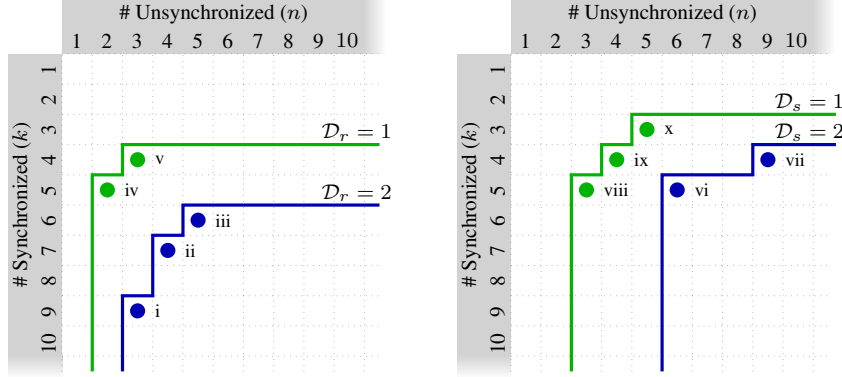 # Unsynchronized (n)
1 2 3 4 5 6 7 8 9 10
# Synchronized (k)
1
2
3
4
5
6
7
8
9
10
𝒟ᵣ = 1
v
iv
𝒟ᵣ = 2
iii
ii
i
# Unsynchronized (n)
1 2 3 4 5 6 7 8 9 10
# Synchronized (k)
1
2
3
4
5
6
7
8
9
10
𝒟ₛ = 1
x
𝒟ₛ = 2
ix
vii
viii
vi